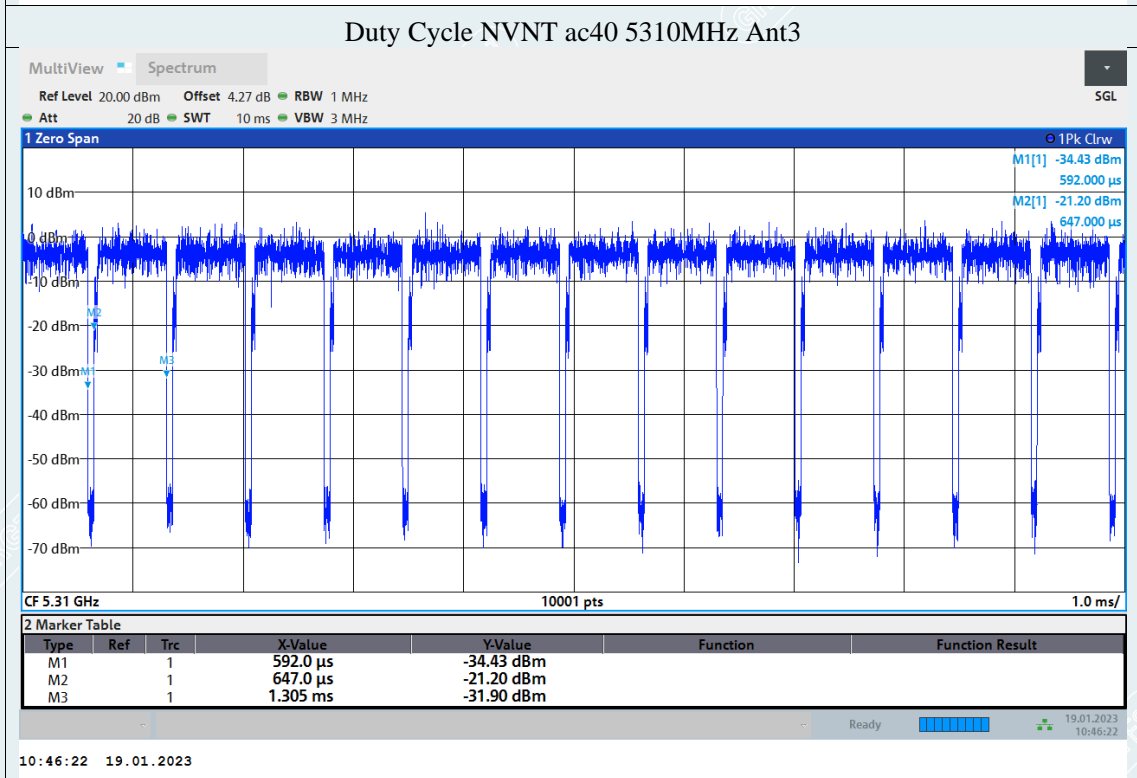 Duty Cycle NVNT ac40 5310MHz Ant3
MultiView Spectrum
Ref Level 20.00 dBm Offset 4.27 dB RBW 1 MHz SGL
Att 20 dB SWT 10 ms VBW 3 MHz
1 Zero Span 1Pk Clrw
M1[1] -34.43 dBm
592.000 µs
10 dBm
M2[1] -21.20 dBm
647.000 µs
0 dBm
-10 dBm
M2
-20 dBm
M3
-30 dBm
M1
-40 dBm
-50 dBm
-60 dBm
-70 dBm
CF 5.31 GHz 10001 pts 1.0 ms/
2 Marker Table
Type Ref Trc X-Value Y-Value Function Function Result
M1 1 592.0 µs -34.43 dBm
M2 1 647.0 µs -21.20 dBm
M3 1 1.305 ms -31.90 dBm
Ready 19.01.2023
10:46:22
10:46:22 19.01.2023